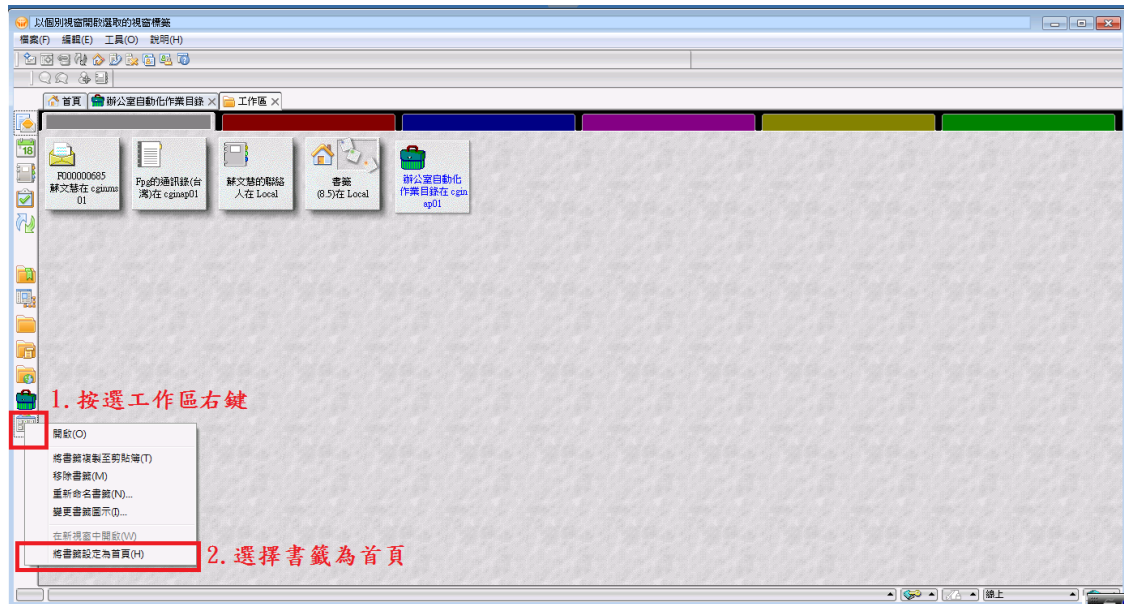 以個別視窗開啟選取的視窗標籤
檔案(F) 編輯(E) 工具(O) 說明(H)
首頁 辦公室自動化作業目錄 工作區
18
F000000685
蘇文慧在 cginms
01
Fpg的通訊錄(台
灣)在 cginap01
蘇文慧的聯絡
人在 Local
書籤
(8.5)在 Local
辦公室自動化
作業目錄在 cgin
ap01
1. 按選工作區右鍵
開啟(O)
將書籤複製至剪貼簿(T)
移除書籤(M)
重新命名書籤(N)...
變更書籤圖示(I)...
在新視窗中開啟(W)
將書籤設定為首頁(H)
2. 選擇書籤為首頁
線上